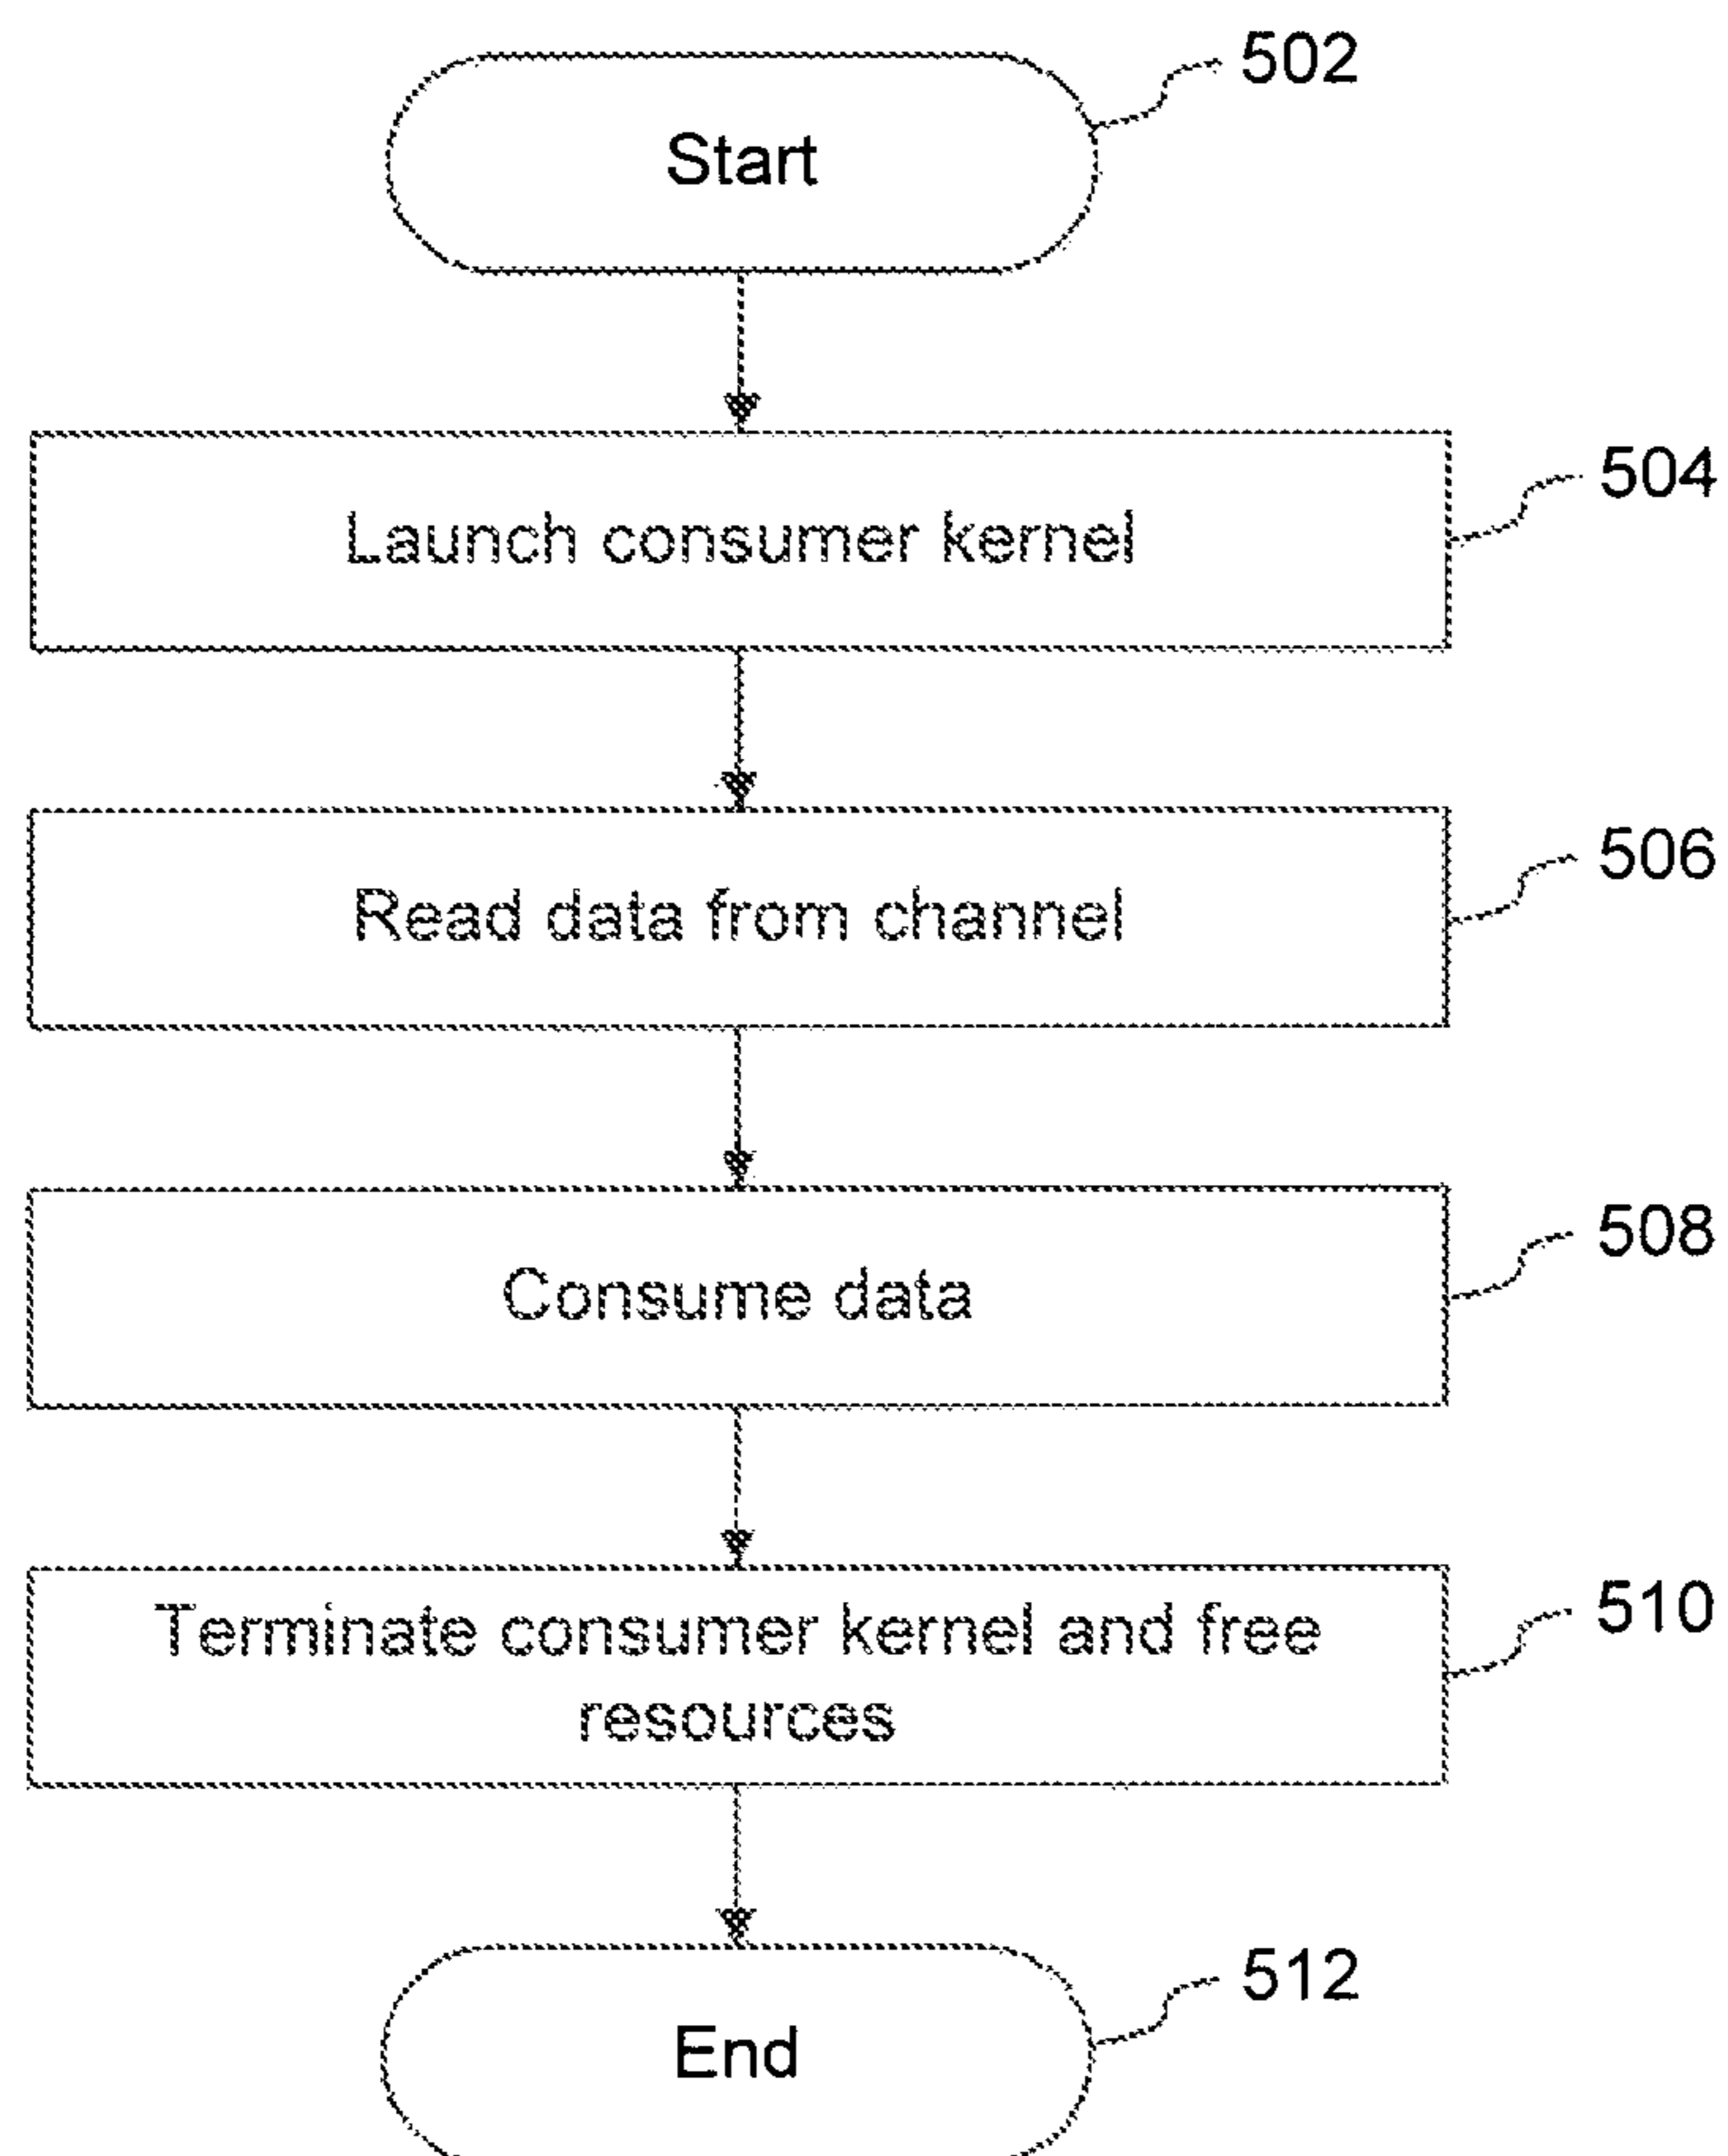 502
Start
504
Launch consumer kernel
506
Read data from channel
508
Consume data
510
Terminate consumer kernel and free
resources
512
End